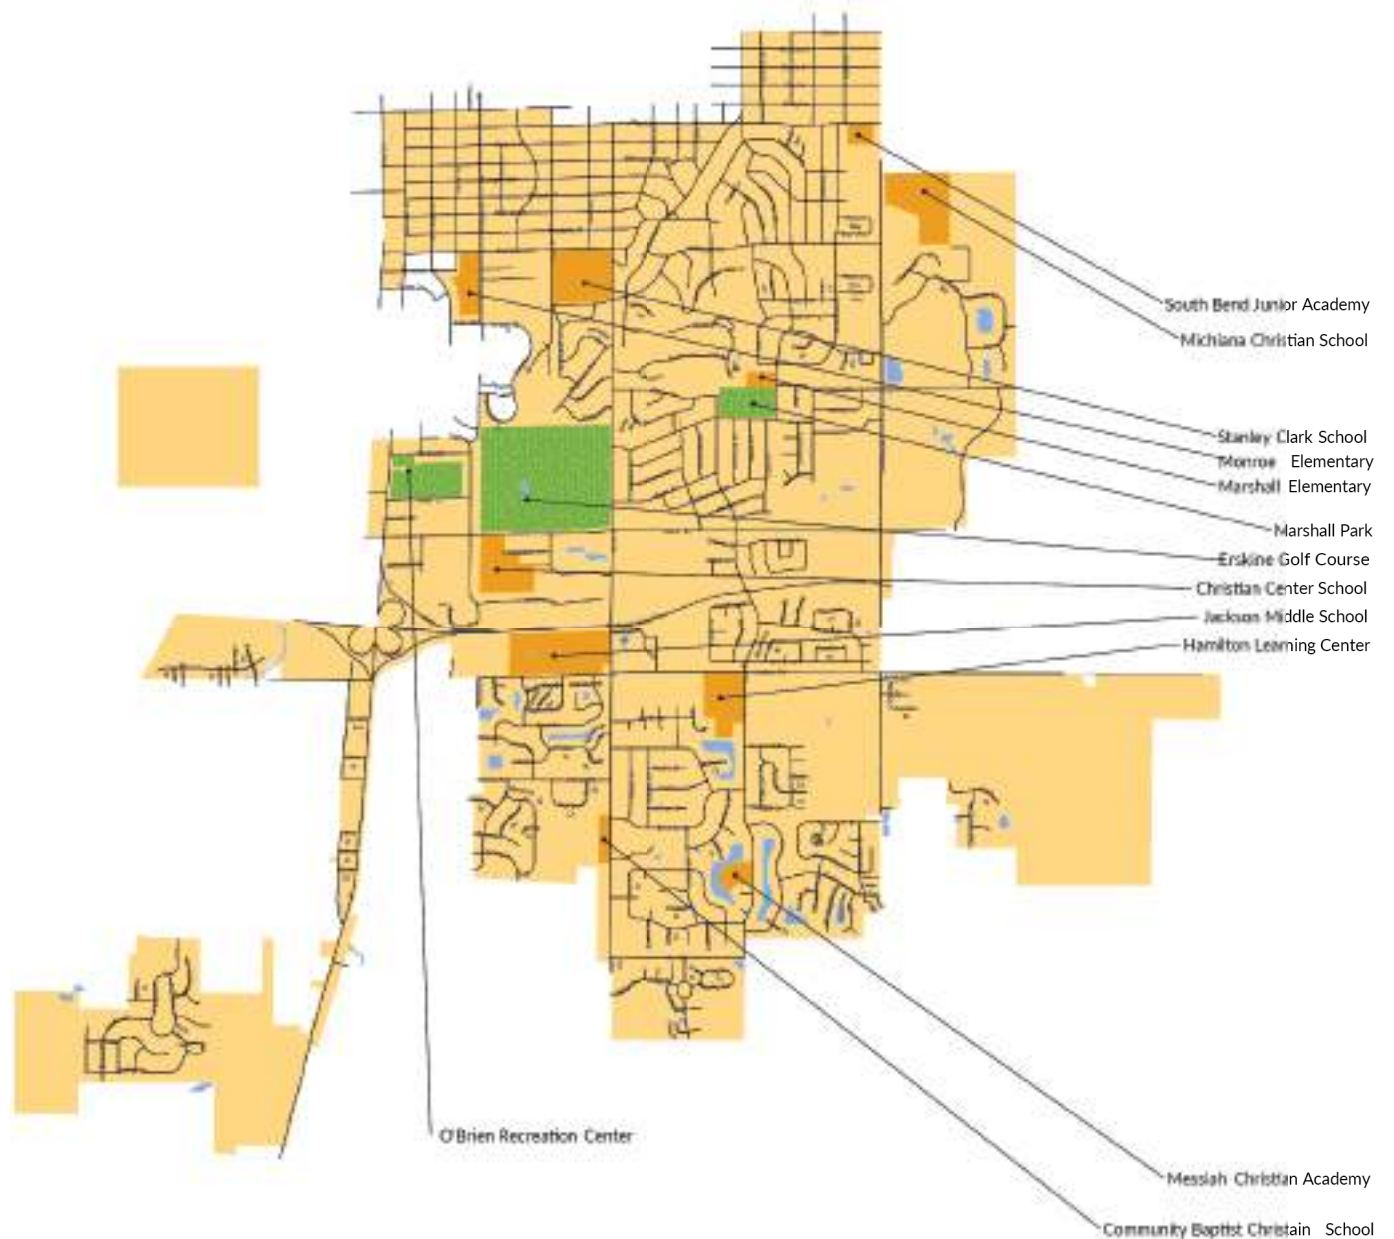 South Bend Junior Academy
Michiana Christian School
Stanley Clark School
Monroe Elementary
Marshall Elementary
Marshall Park
Erskine Golf Course
Christian Center School
Jackson Middle School
Hamilton Learning Center
O'Brien Recreation Center
Messiah Christian Academy
Community Baptist Christain School